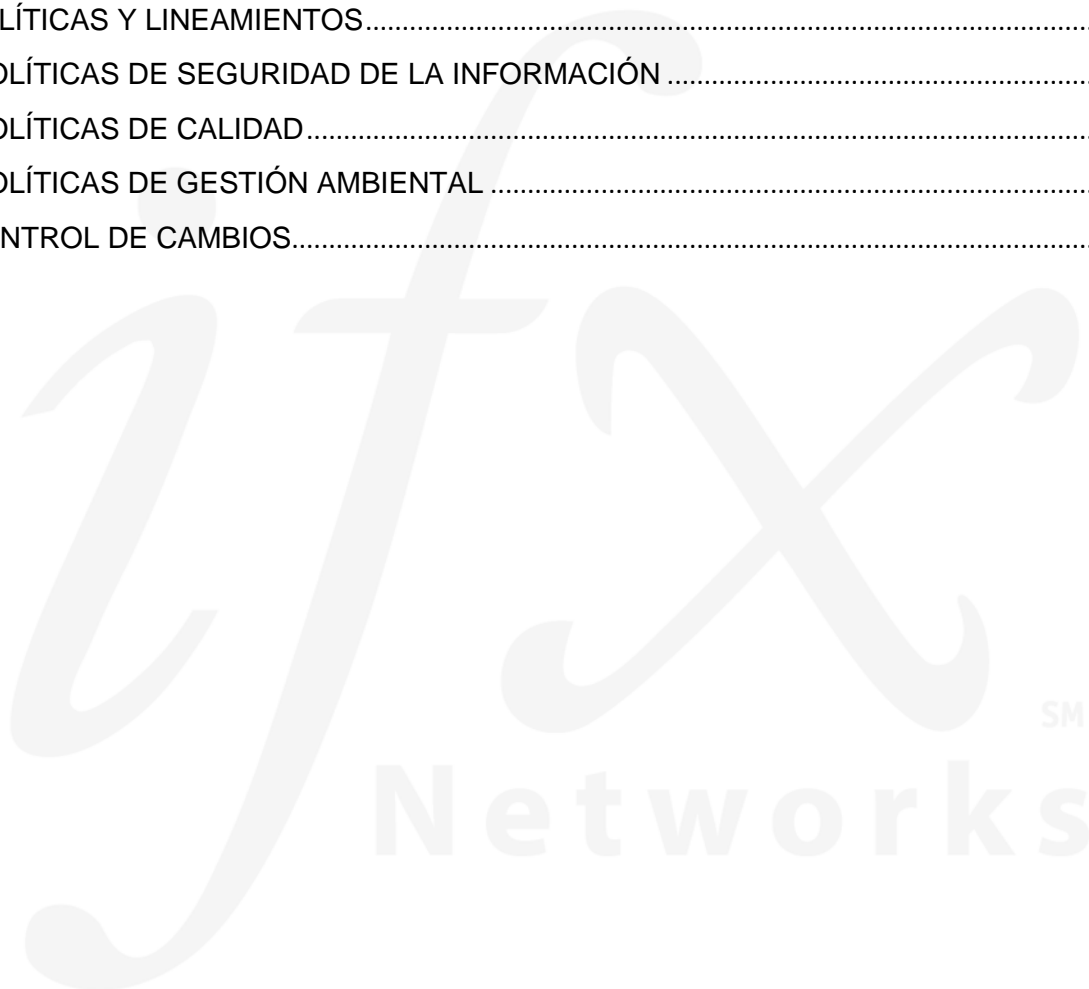 LÍTICAS Y LINEAMIENTOS....................................................................................................
OLÍTICAS DE SEGURIDAD DE LA INFORMACIÓN ........................................................
OLÍTICAS DE CALIDAD.........................................................................................................
OLÍTICAS DE GESTIÓN AMBIENTAL ................................................................................
NTROL DE CAMBIOS............................................................................................................
ifx
SM
Networks